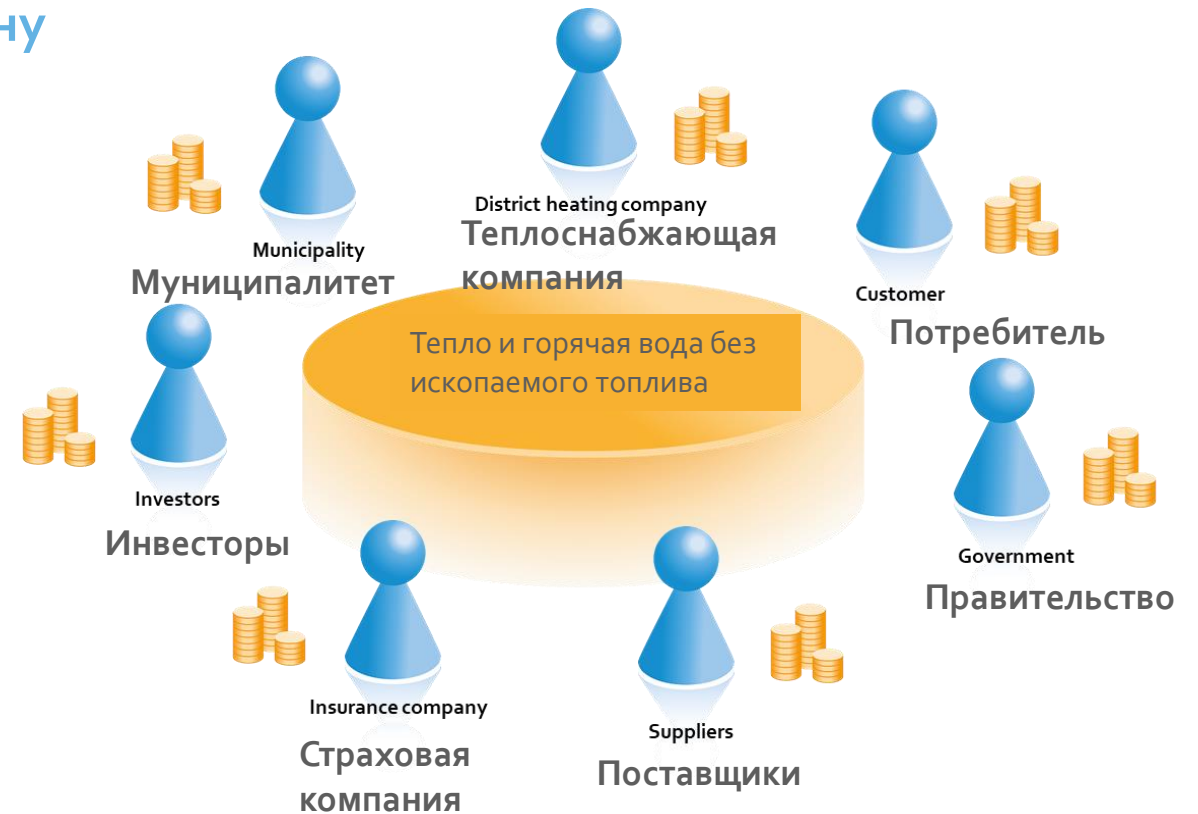 ну
District heating company
Теплоснабжающая
компания
Municipality
Муниципалитет
Customer
Потребитель
Тепло и горячая вода без
ископаемого топлива
Investors
Инвесторы
Government
Правительство
Insurance company
Страховая
компания
Suppliers
Поставщики